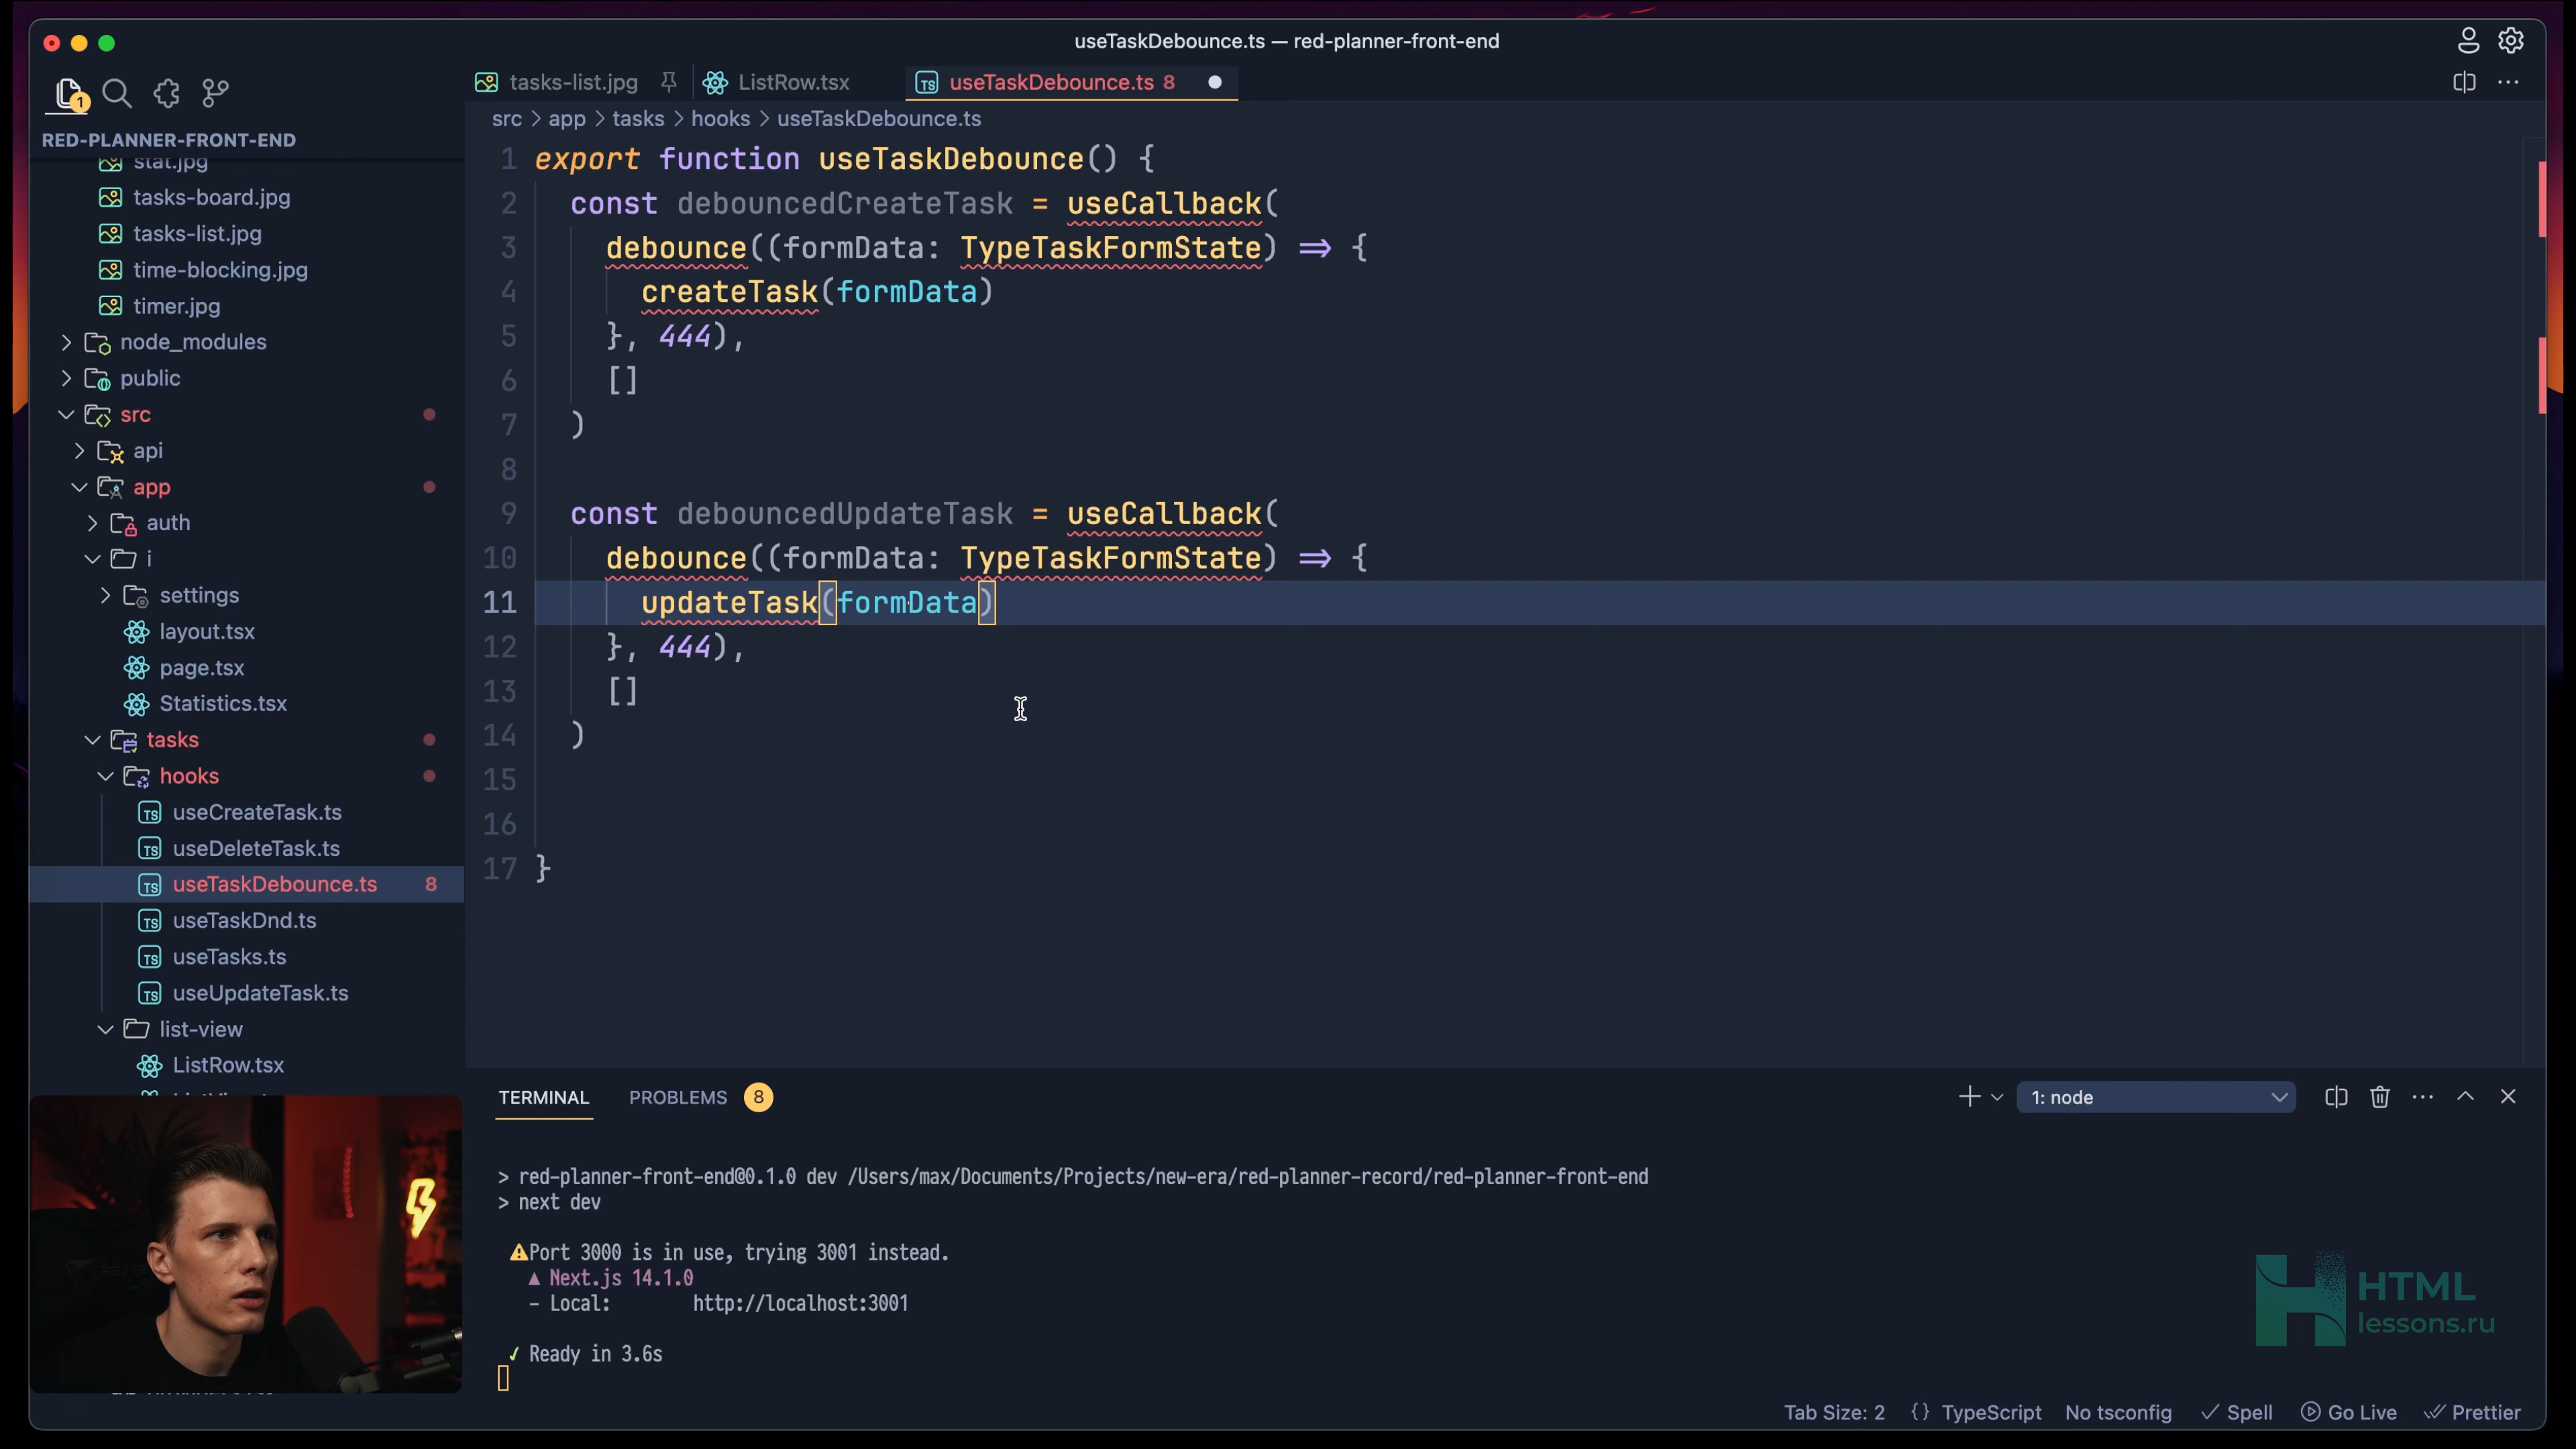 useTaskDebounce.ts — red-planner-front-end
1
tasks-list.jpg
ListRow.tsx
useTaskDebounce.ts 8
RED-PLANNER-FRONT-END
src > app > tasks > hooks > useTaskDebounce.ts
stat.jpg
tasks-board.jpg
tasks-list.jpg
time-blocking.jpg
timer.jpg
node_modules
public
src
api
app
auth
i
settings
layout.tsx
page.tsx
Statistics.tsx
tasks
hooks
useCreateTask.ts
useDeleteTask.ts
useTaskDebounce.ts 8
useTaskDnd.ts
useTasks.ts
useUpdateTask.ts
list-view
ListRow.tsx
1 export function useTaskDebounce() {
2 const debouncedCreateTask = useCallback(
3 debounce((formData: TypeTaskFormState) => {
4 createTask(formData)
5 }, 444),
6 []
7 )
8
9 const debouncedUpdateTask = useCallback(
10 debounce((formData: TypeTaskFormState) => {
11 updateTask(formData)
12 }, 444),
13 []
14 )
15
16
17 }
TERMINAL PROBLEMS 8
1: node
> red-planner-front-end@0.1.0 dev /Users/max/Documents/Projects/new-era/red-planner-record/red-planner-front-end
> next dev
⚠Port 3000 is in use, trying 3001 instead.
▲ Next.js 14.1.0
- Local: http://localhost:3001
✓ Ready in 3.6s
HTML
lessons.ru
Tab Size: 2 {} TypeScript No tsconfig ✓ Spell Go Live Prettier